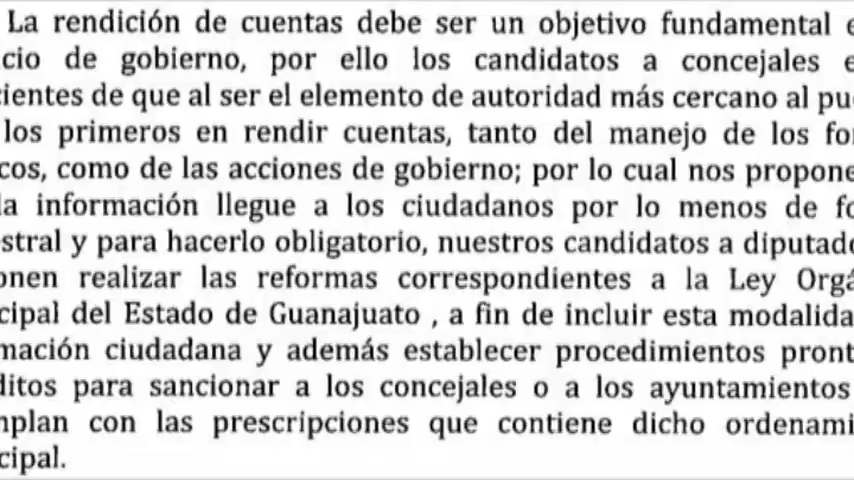 La rendición de cuentas debe ser un objetivo fundamental e
cio de gobierno, por ello los candidatos a concejales e
ientes de que al ser el elemento de autoridad más cercano al pu
los primeros en rendir cuentas, tanto del manejo de los fo
cos, como de las acciones de gobierno; por lo cual nos propone
la información llegue a los ciudadanos por lo menos de fo
stral y para hacerlo obligatorio, nuestros candidatos a diputado
onen realizar las reformas correspondientes a la Ley Orgá
cipal del Estado de Guanajuato , a fin de incluir esta modalida
mación ciudadana y además establecer procedimientos pront
ditos para sancionar a los concejales o a los ayuntamientos
mplan con las prescripciones que contiene dicho ordenami
cipal.